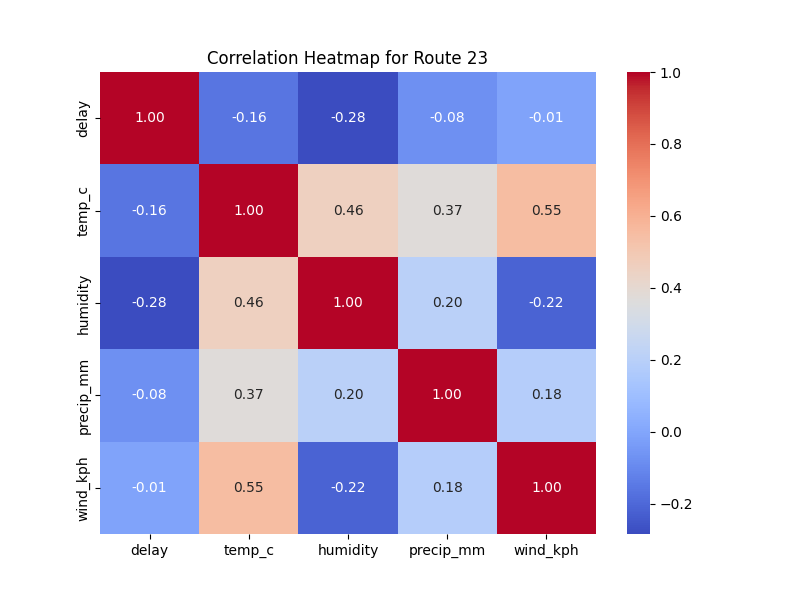 Correlation Heatmap for Route 23
delay 1.00 -0.16 -0.28 -0.08 -0.01
temp_c -0.16 1.00 0.46 0.37 0.55
humidity -0.28 0.46 1.00 0.20 -0.22
precip_mm -0.08 0.37 0.20 1.00 0.18
wind_kph -0.01 0.55 -0.22 0.18 1.00
delay temp_c humidity precip_mm wind_kph
1.0
0.8
0.6
0.4
0.2
0.0
−0.2